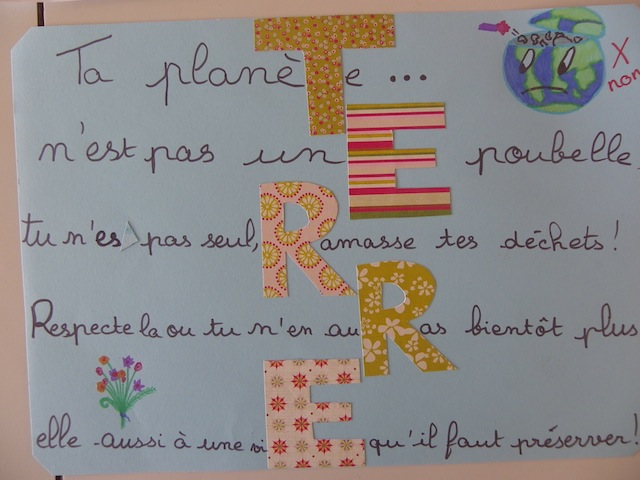 Ta planèTe ...
n'est pas unE poubelle,
tu n'es pas seul, Ramasse tes déchets !
Respecte la ou tu n'en auRas bientôt plus
elle aussi à une viE qu'il faut préserver !
X
non